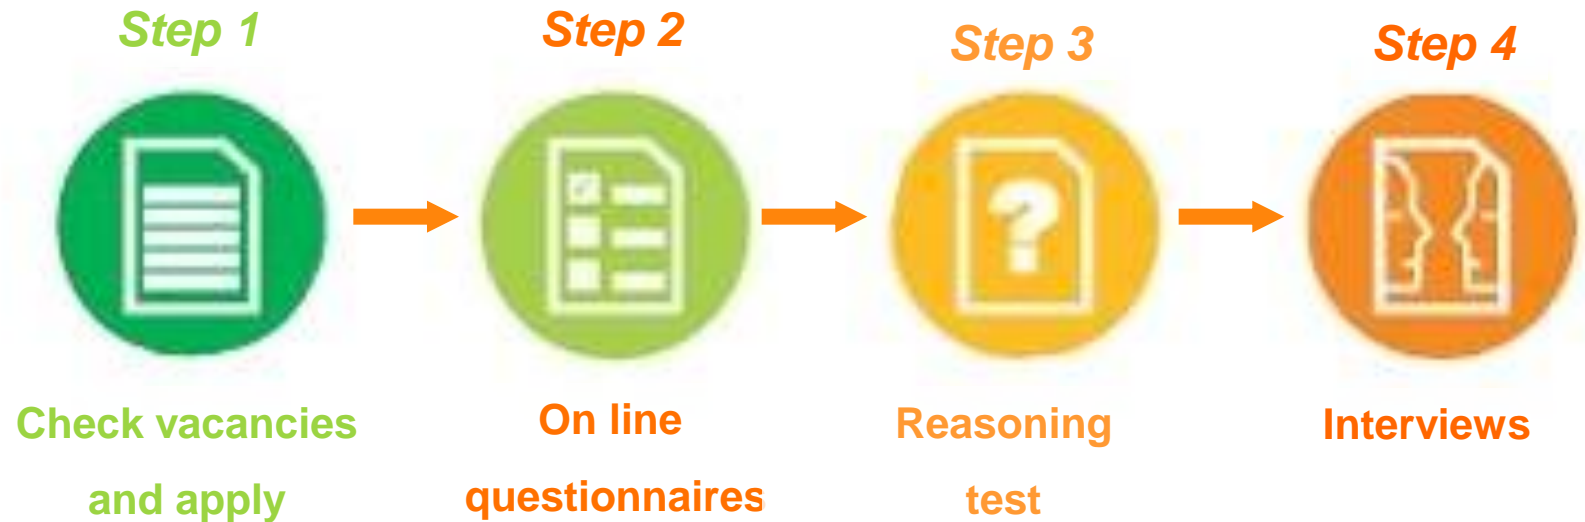 Step 1
Step 2
Step 3
Step 4
?
Check vacancies
and apply
On line
questionnaires
Reasoning
test
Interviews